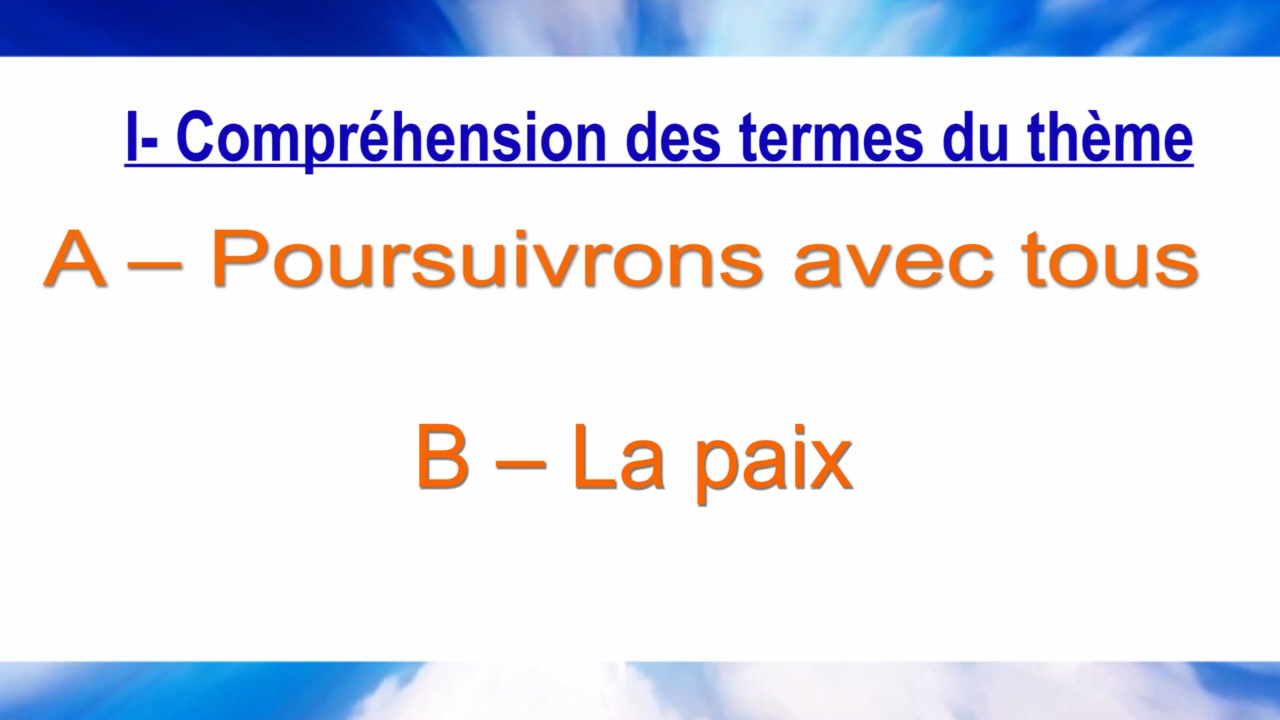 I- Compréhension des termes du thème
A – Poursuivrons avec tous
B – La paix